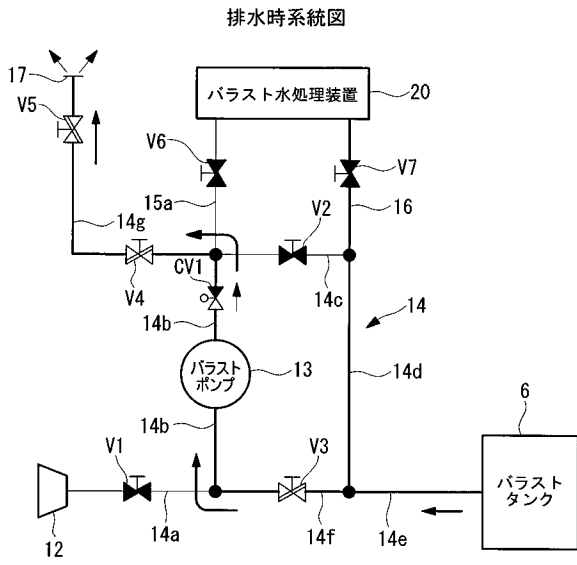 排水時系統図
17
V5
バラスト水処理装置
20
V6
V7
15a
16
V2
14g
V4
CV1
14c
14b
14
バラスト
ポンプ
13
14d
14b
6
V1
V3
バラスト
タンク
12
14a
14f
14e